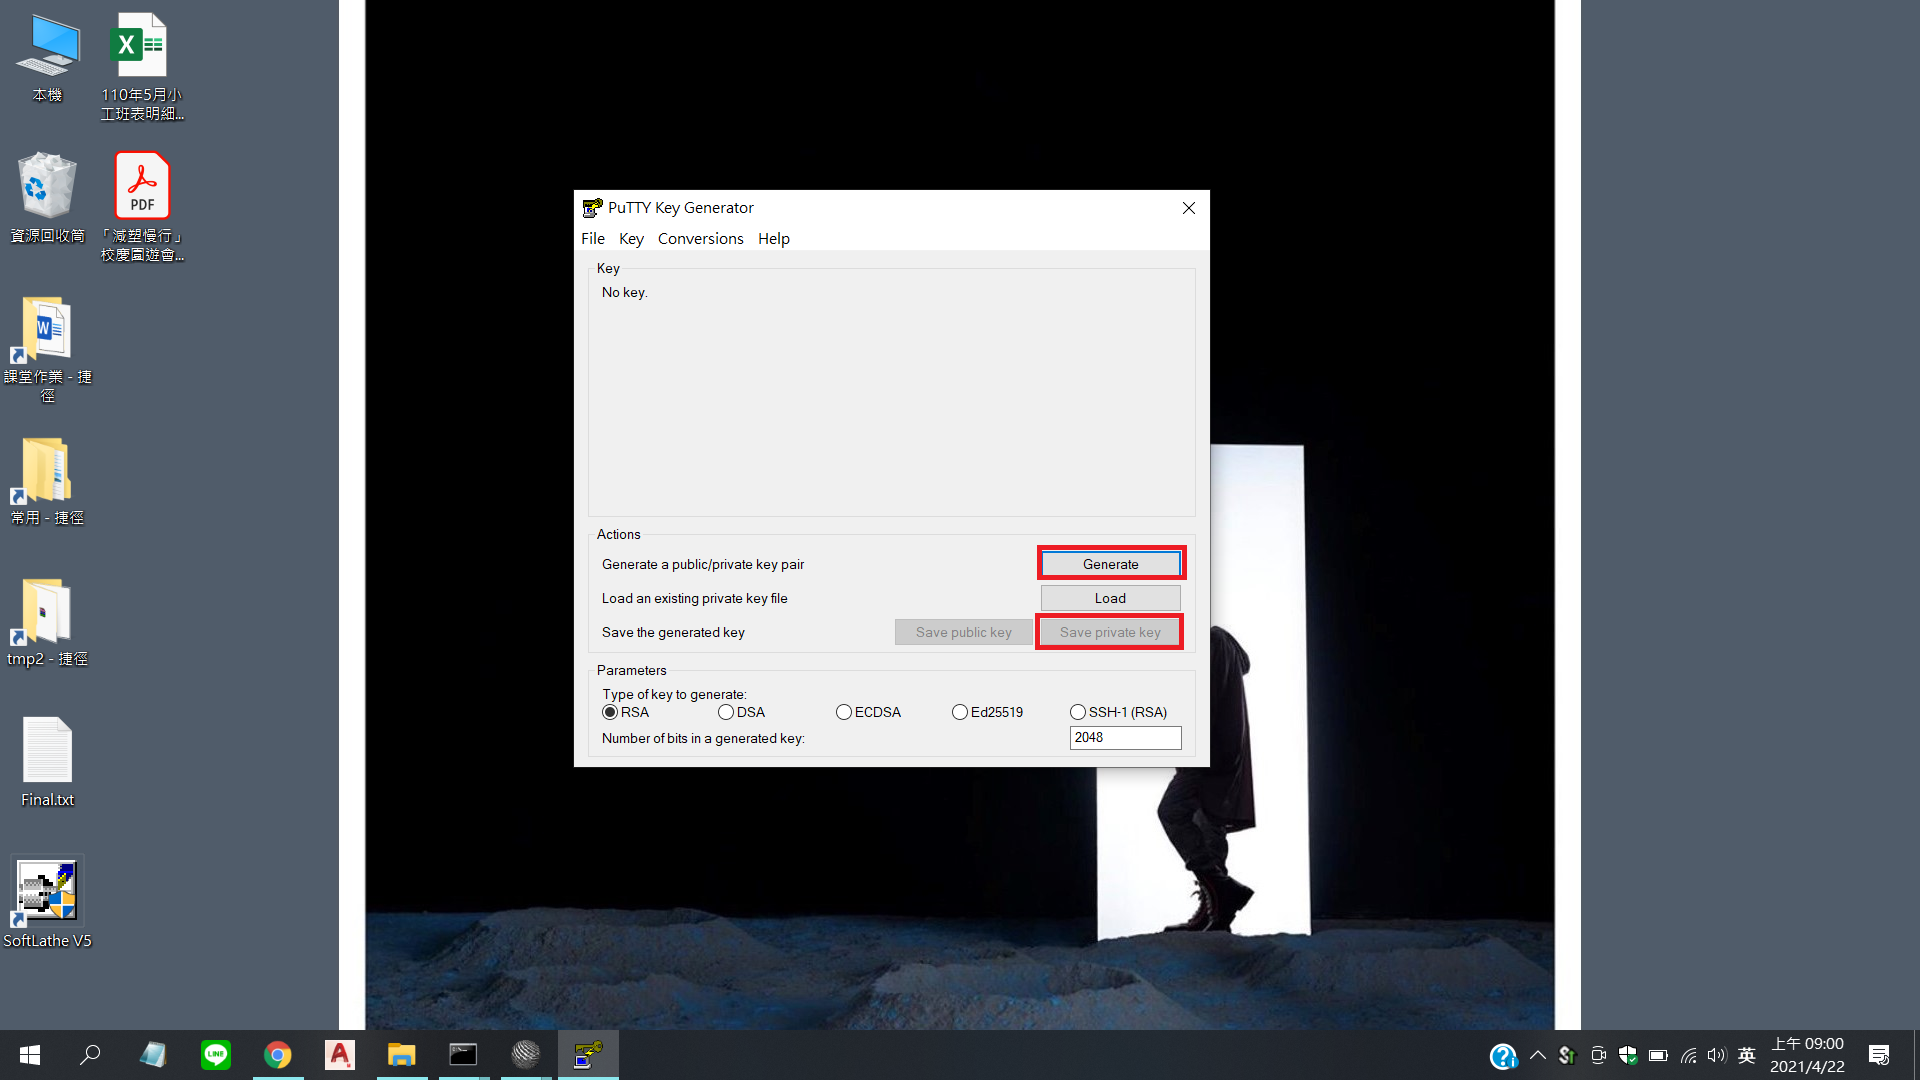 本機
110年5月小
工班表明細...
資源回收筒
PDF
「減塑慢行」
校慶園遊會...
課堂作業 - 捷
徑
常用 - 捷徑
tmp2 - 捷徑
Final.txt
SoftLathe V5
PuTTY Key Generator
File Key Conversions Help
Key
No key.
Actions
Generate a public/private key pair
Generate
Load an existing private key file
Load
Save the generated key
Save public key
Save private key
Parameters
Type of key to generate:
RSA
DSA
ECDSA
Ed25519
SSH-1 (RSA)
Number of bits in a generated key:
2048
LINE
英
上午 09:00
2021/4/22